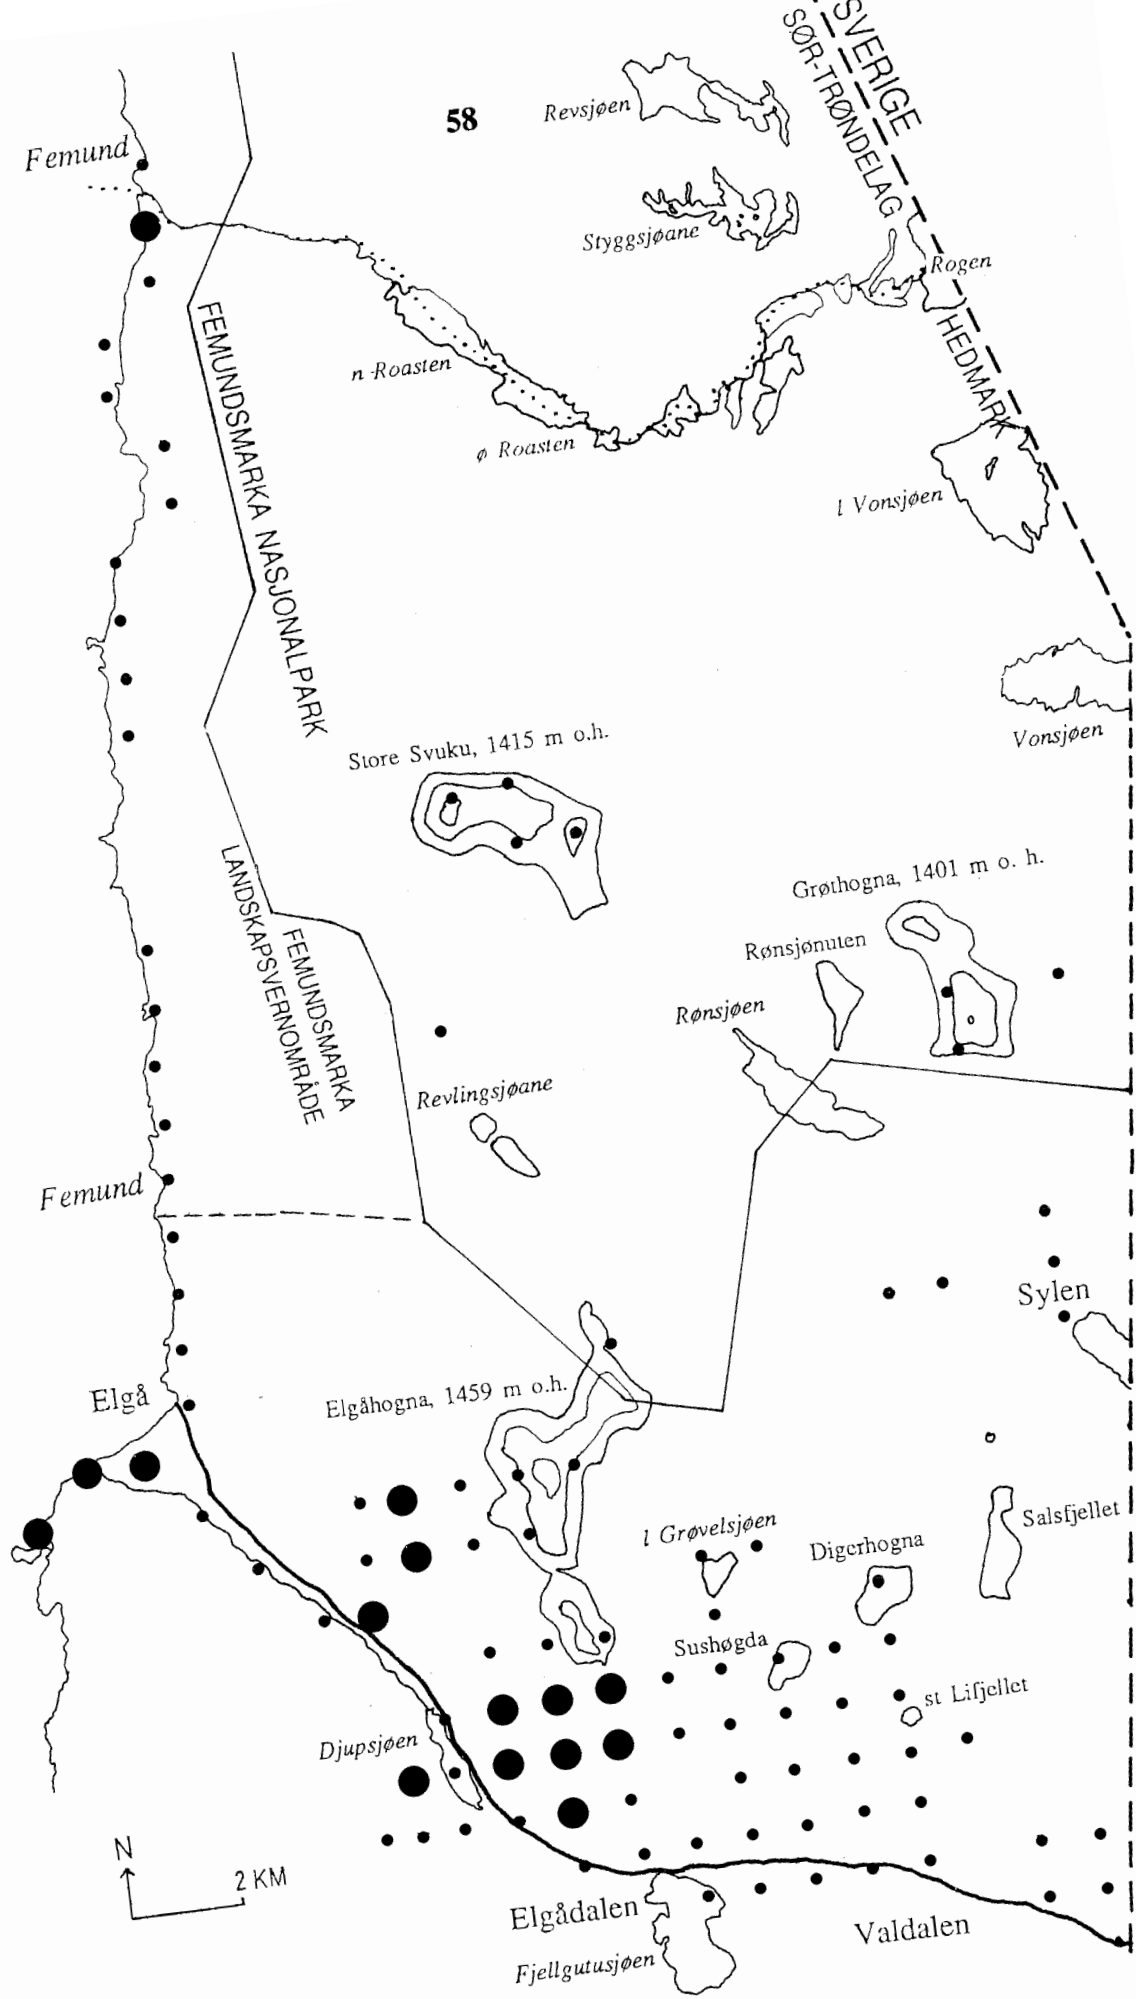 SVERIGE
SØR-TRØNDELAG
58
Revsjøen
Femund
Styggsjøane
Rogen
HEDMARK
n-Roasten
ø Roasten
FEMUNDSMARKA NASJONALPARK
l Vonsjøen
Vonsjøen
Store Svuku, 1415 m o.h.
Grøthogna, 1401 m o. h.
LANDSKAPSVERNOMRÅDE
FEMUNDSMARKA
Rønsjønuten
Rønsjøen
Revlingsjøane
Femund
Sylen
Elgå
Elgåhogna, 1459 m o.h.
l Grøvelsjøen
Digerhogna
Salsfjellet
Sushøgda
st Lifjellet
Djupsjøen
N
2 KM
Elgådalen
Valdalen
Fjellgutusjøen